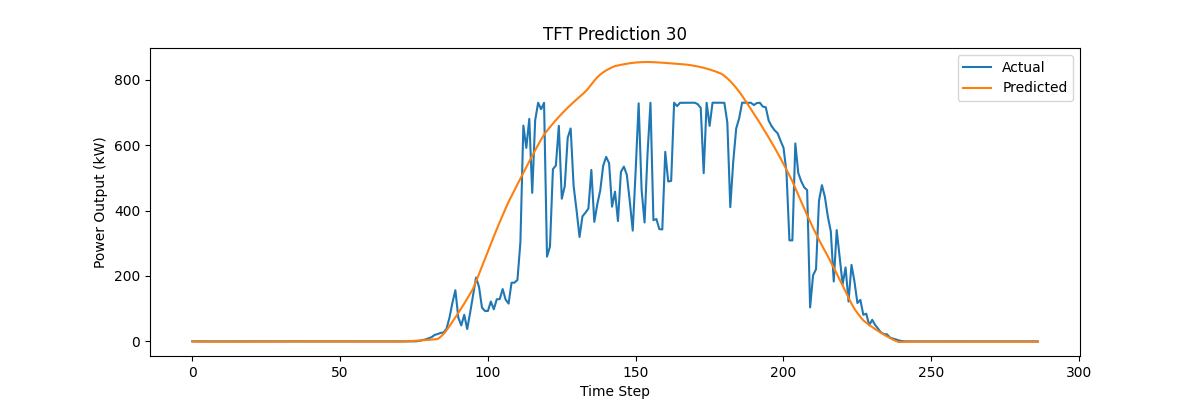 TFT Prediction 30
Actual
Predicted
800
600
400
200
0
Power Output (kW)
0 50 100 150 200 250 300
Time Step